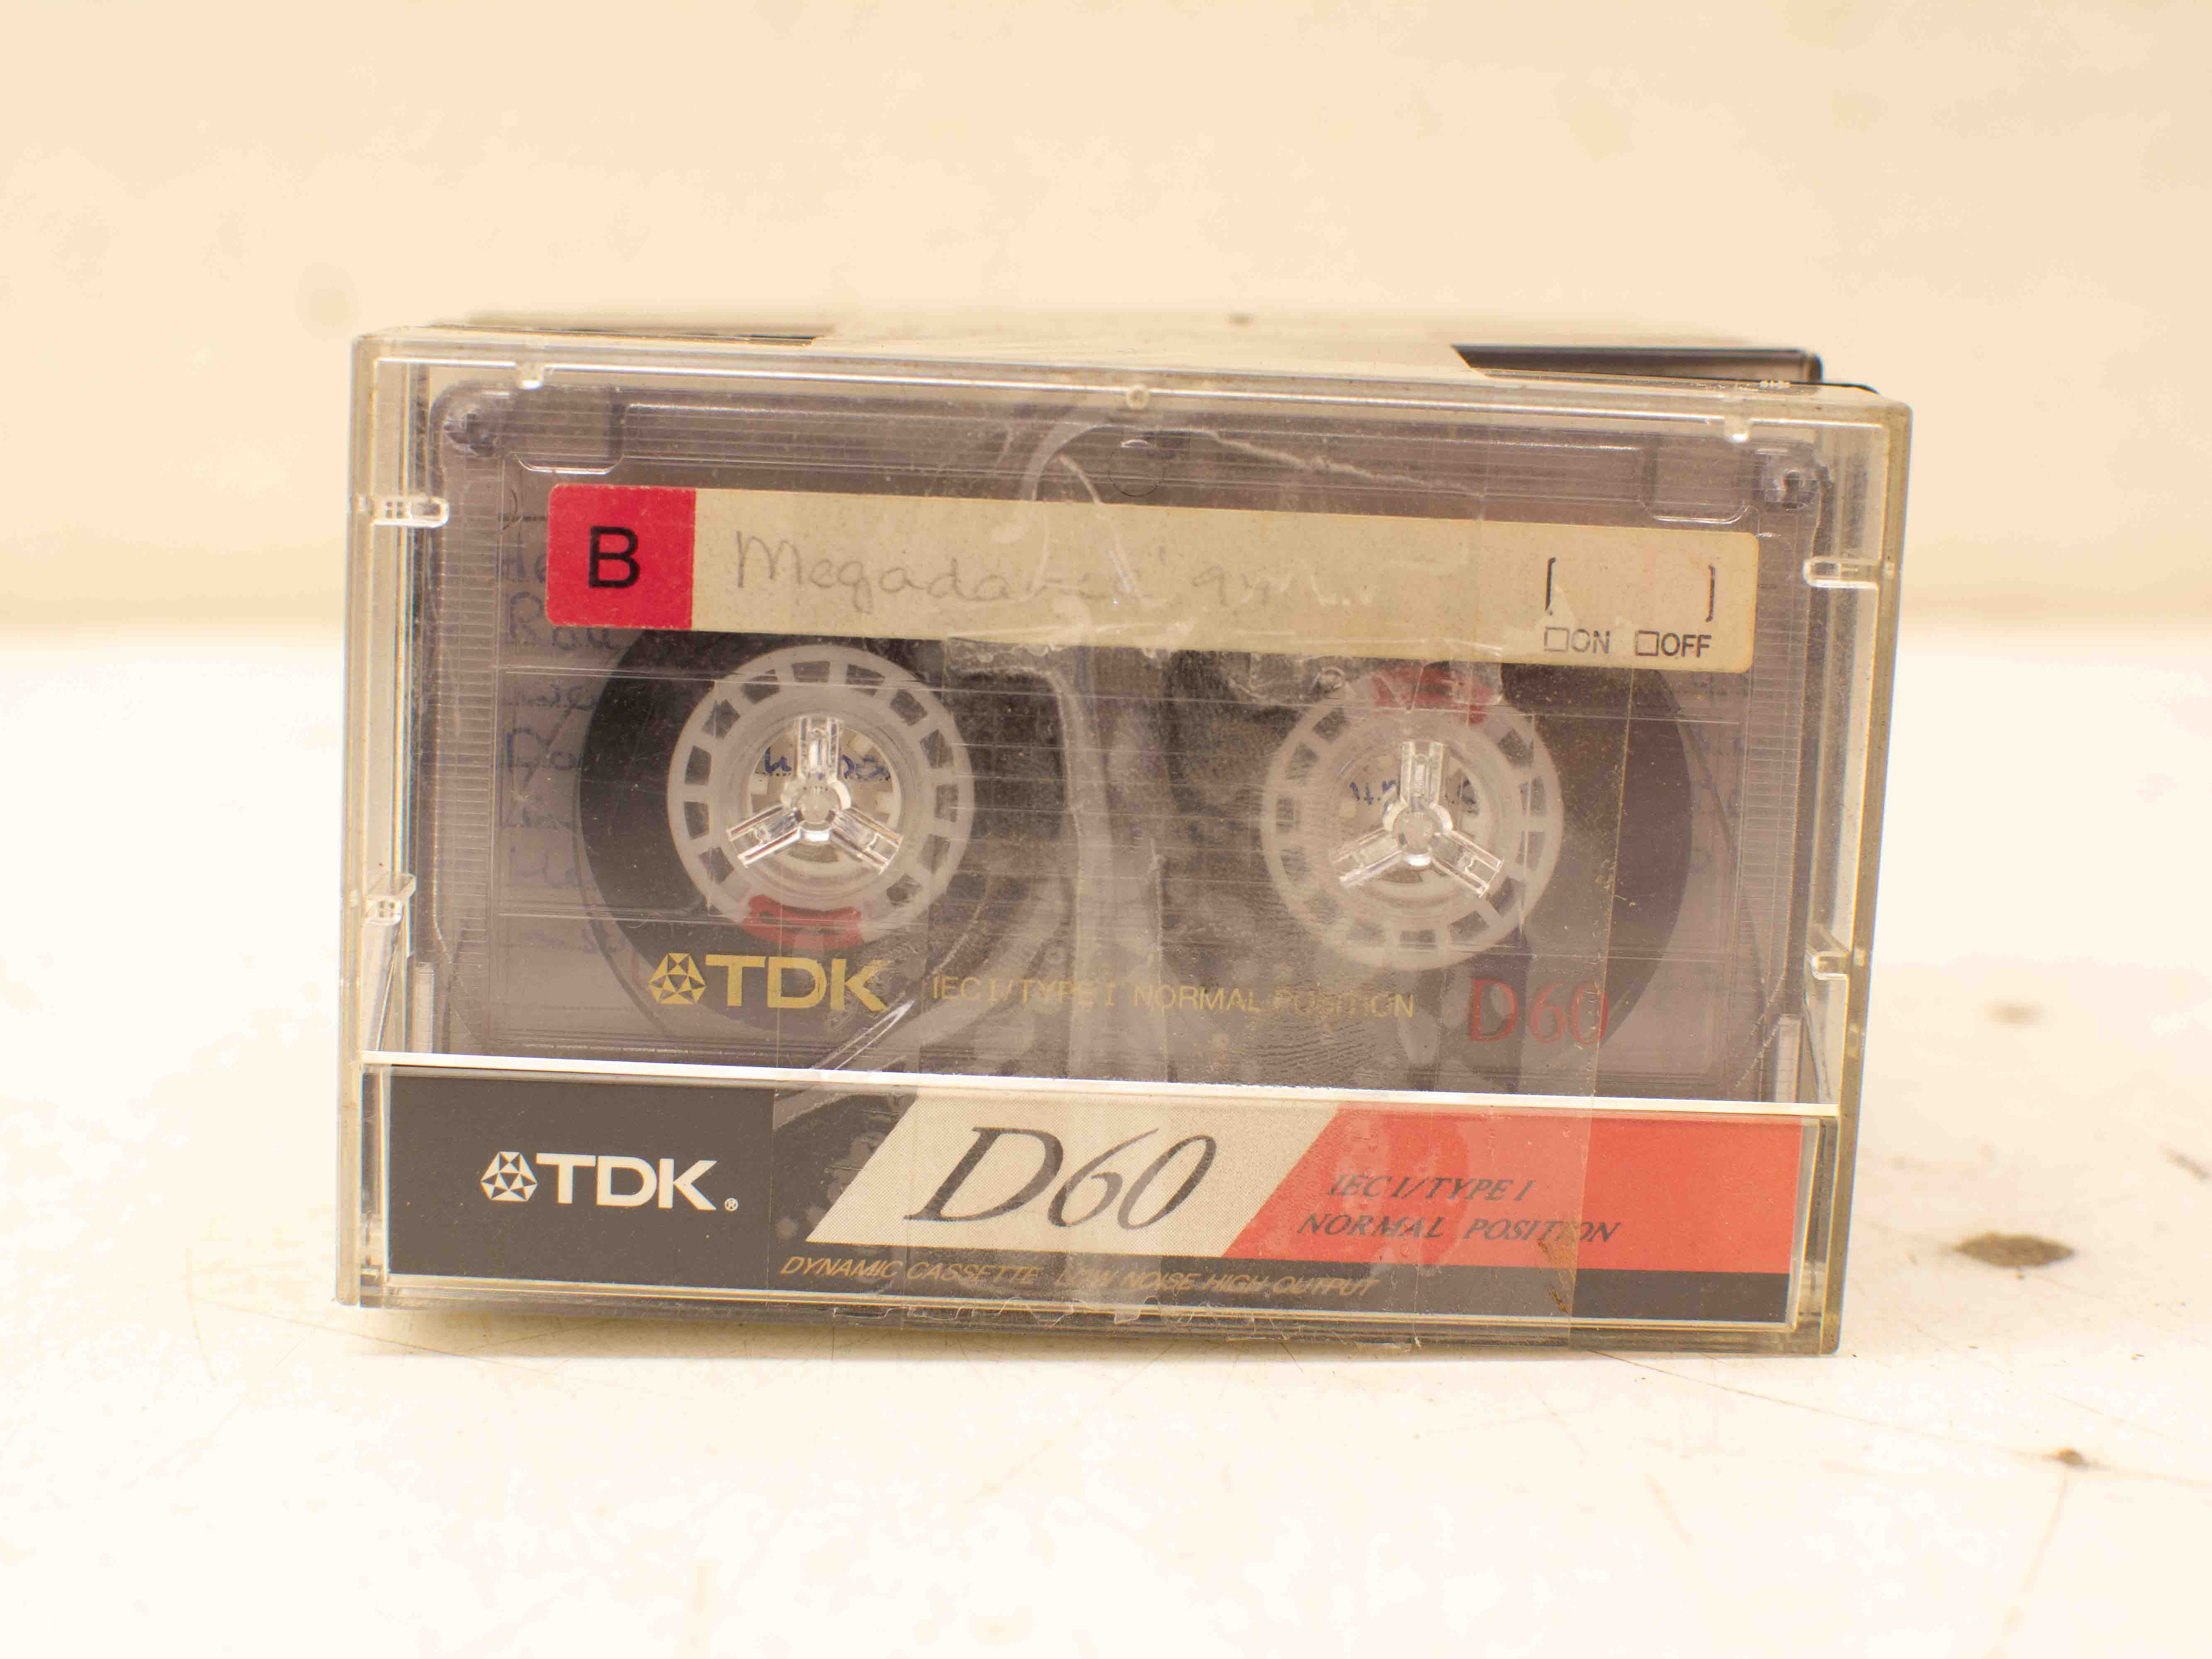 B
Megadance
[ ]
☐ON ☐OFF
TDK IEC I/TYPE I NORMAL POSITION D60
TDK® D60
IEC I/TYPE I
NORMAL POSITION
DYNAMIC CASSETTE LOW NOISE HIGH OUTPUT